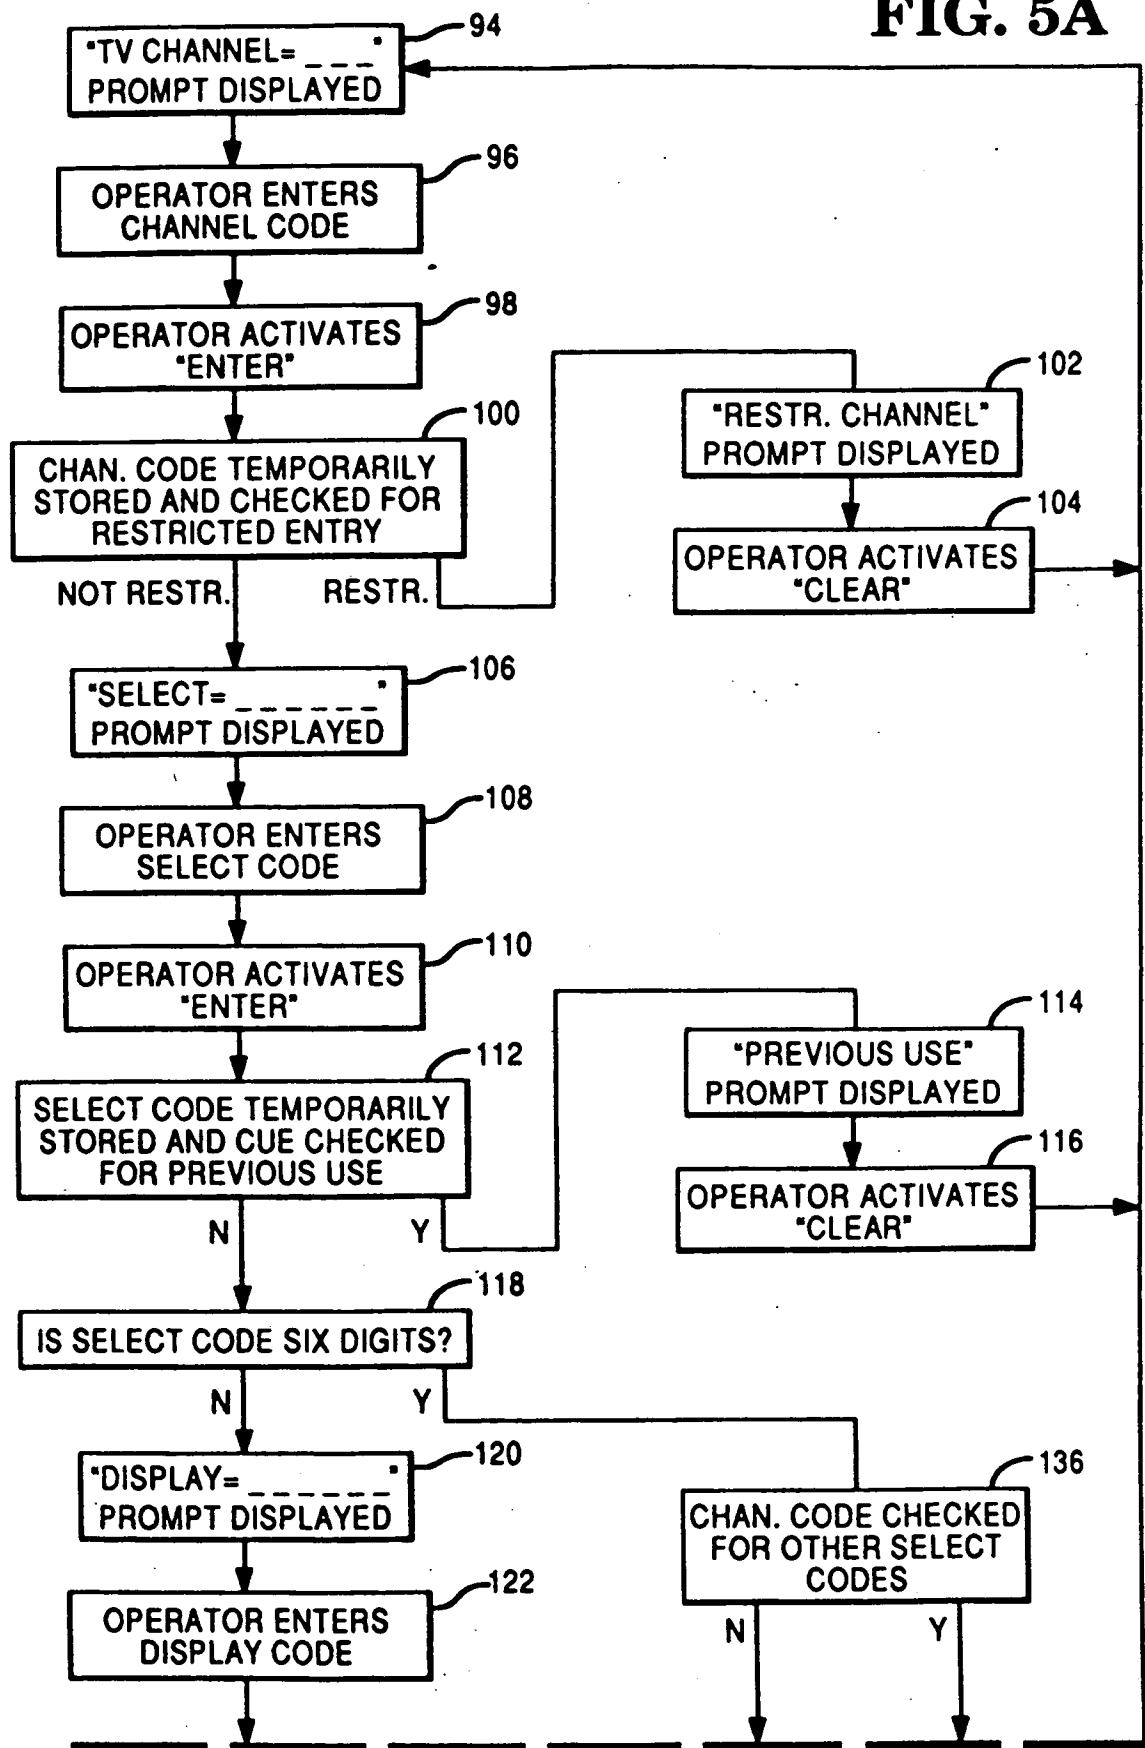 FIG. 5A
94
"TV CHANNEL= _ _ _"
PROMPT DISPLAYED
96
OPERATOR ENTERS
CHANNEL CODE
98
OPERATOR ACTIVATES
"ENTER"
100
CHAN. CODE TEMPORARILY
STORED AND CHECKED FOR
RESTRICTED ENTRY
NOT RESTR.
RESTR.
102
"RESTR. CHANNEL"
PROMPT DISPLAYED
104
OPERATOR ACTIVATES
"CLEAR"
106
"SELECT= _ _ _ _ _ _"
PROMPT DISPLAYED
108
OPERATOR ENTERS
SELECT CODE
110
OPERATOR ACTIVATES
"ENTER"
112
SELECT CODE TEMPORARILY
STORED AND CUE CHECKED
FOR PREVIOUS USE
N
Y
114
"PREVIOUS USE"
PROMPT DISPLAYED
116
OPERATOR ACTIVATES
"CLEAR"
118
IS SELECT CODE SIX DIGITS?
N
Y
120
"DISPLAY= _ _ _ _ _ _"
PROMPT DISPLAYED
122
OPERATOR ENTERS
DISPLAY CODE
136
CHAN. CODE CHECKED
FOR OTHER SELECT
CODES
N
Y